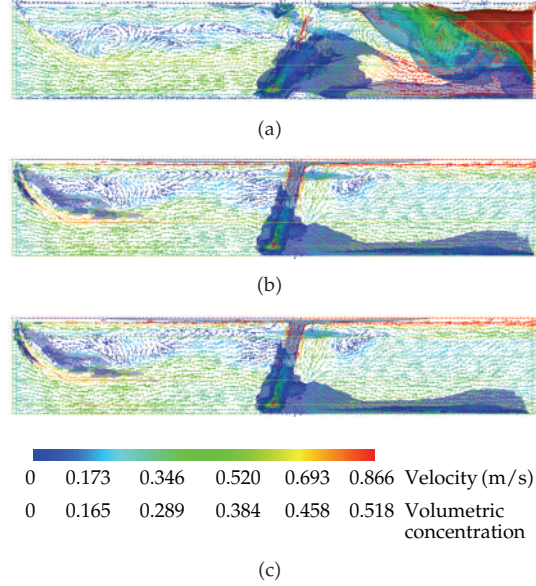 (a)
(b)
0 0.173 0.346 0.520 0.693 0.866 Velocity (m/s)
0 0.165 0.289 0.384 0.458 0.518 Volumetric
concentration
(c)